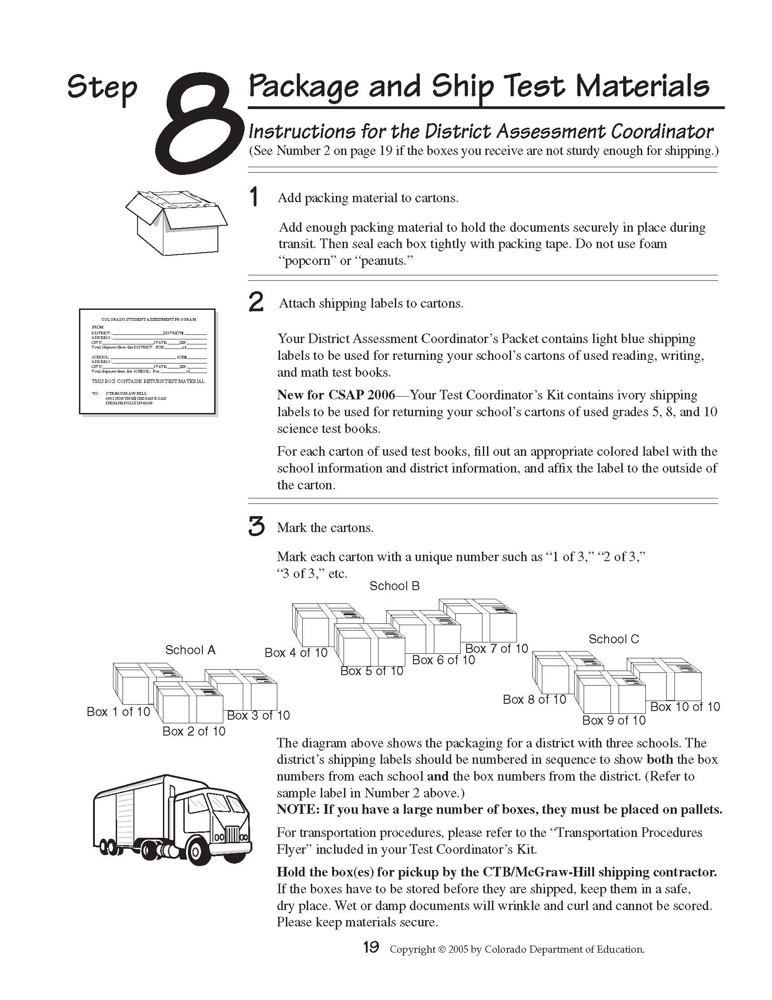 Step 8 Package and Ship Test Materials
Instructions for the District Assessment Coordinator
(See Number 2 on page 19 if the boxes you receive are not sturdy enough for shipping.)
1 Add packing material to cartons.
Add enough packing material to hold the documents securely in place during
transit. Then seal each box tightly with packing tape. Do not use foam
“popcorn” or “peanuts.”
2 Attach shipping labels to cartons.
COLORADO STUDENT ASSESSMENT PROGRAM
FROM
DISTRICT: ____ DISTRICT# ____
ADDRESS: ____
CITY: ____ STATE: ____ ZIP: ____
Total Shipment from this DISTRICT: BOX ____ of ____
SCHOOL: ____ SCH# ____
ADDRESS: ____
CITY: ____ STATE: ____ ZIP: ____
Total shipment from this SCHOOL: Box ____ of ____
THIS BOX CONTAINS RETURN TEST MATERIAL
TO: CTB/MCGRAW-HILL
6901 NORTH MICHIGAN ROAD
INDIANAPOLIS IN 46268
Your District Assessment Coordinator’s Packet contains light blue shipping
labels to be used for returning your school’s cartons of used reading, writing,
and math test books.
New for CSAP 2006—Your Test Coordinator’s Kit contains ivory shipping
labels to be used for returning your school’s cartons of used grades 5, 8, and 10
science test books.
For each carton of used test books, fill out an appropriate colored label with the
school information and district information, and affix the label to the outside of
the carton.
3 Mark the cartons.
Mark each carton with a unique number such as “1 of 3,” “2 of 3,”
“3 of 3,” etc.
School A
Box 1 of 10
Box 2 of 10
Box 3 of 10
School B
Box 4 of 10
Box 5 of 10
Box 6 of 10
Box 7 of 10
School C
Box 8 of 10
Box 9 of 10
Box 10 of 10
The diagram above shows the packaging for a district with three schools. The
district’s shipping labels should be numbered in sequence to show both the box
numbers from each school and the box numbers from the district. (Refer to
sample label in Number 2 above.)
NOTE: If you have a large number of boxes, they must be placed on pallets.
For transportation procedures, please refer to the “Transportation Procedures
Flyer” included in your Test Coordinator’s Kit.
Hold the box(es) for pickup by the CTB/McGraw-Hill shipping contractor.
If the boxes have to be stored before they are shipped, keep them in a safe,
dry place. Wet or damp documents will wrinkle and curl and cannot be scored.
Please keep materials secure.
19 Copyright © 2005 by Colorado Department of Education.